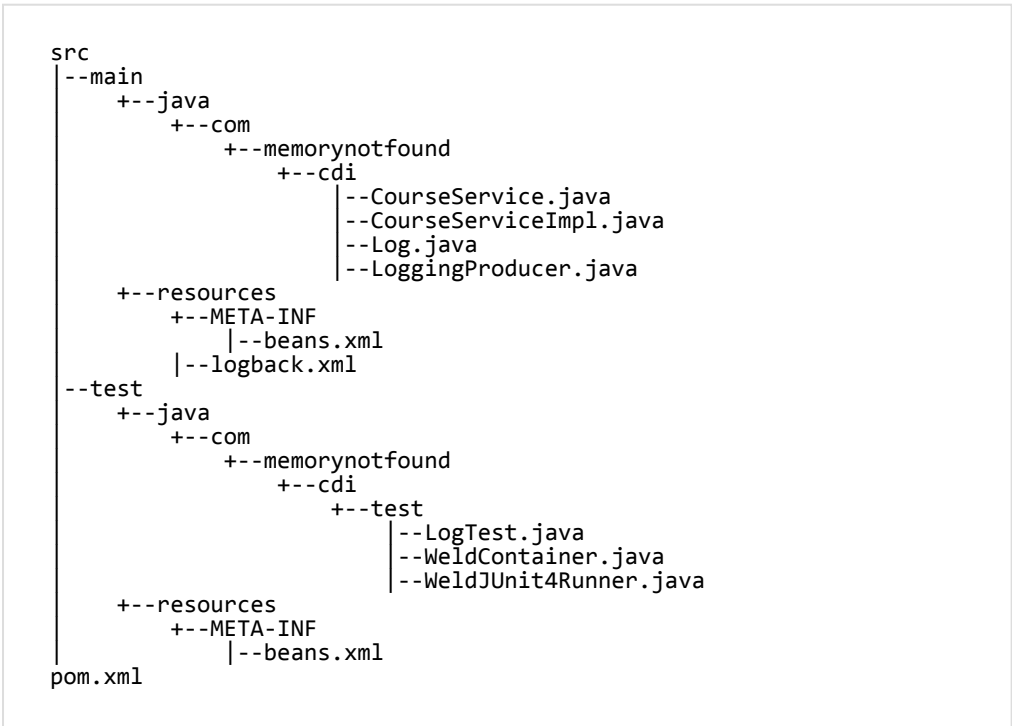 src
|--main
|    +--java
|        +--com
|            +--memorynotfound
|                +--cdi
|                    |--CourseService.java
|                    |--CourseServiceImpl.java
|                    |--Log.java
|                    |--LoggingProducer.java
|    +--resources
|        +--META-INF
|            |--beans.xml
|        |--logback.xml
|--test
|    +--java
|        +--com
|            +--memorynotfound
|                +--cdi
|                    +--test
|                        |--LogTest.java
|                        |--WeldContainer.java
|                        |--WeldJUnit4Runner.java
|    +--resources
|        +--META-INF
|            |--beans.xml
pom.xml